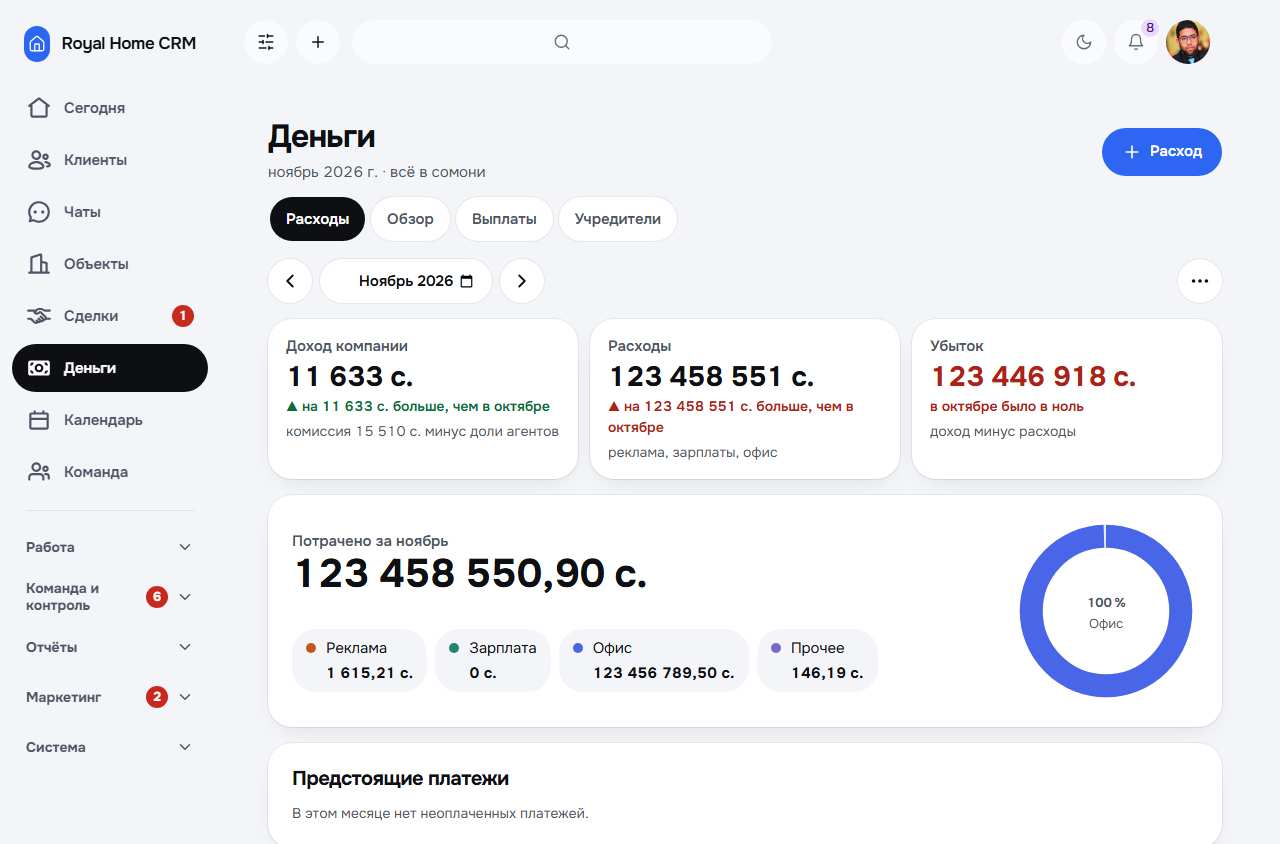 Royal Home CRM
8
Сегодня
Клиенты
Чаты
Объекты
Сделки
1
Деньги
Календарь
Команда
Работа
Команда и
контроль
6
Отчёты
Маркетинг
2
Система
Деньги
ноябрь 2026 г. · всё в сомони
Расход
Расходы
Обзор
Выплаты
Учредители
Ноябрь 2026
Доход компании
11 633 с.
▲ на 11 633 с. больше, чем в октябре
комиссия 15 510 с. минус доли агентов
Расходы
123 458 551 с.
▲ на 123 458 551 с. больше, чем в
октябре
реклама, зарплаты, офис
Убыток
123 446 918 с.
в октябре было в ноль
доход минус расходы
Потрачено за ноябрь
123 458 550,90 с.
Реклама
1 615,21 с.
Зарплата
0 с.
Офис
123 456 789,50 с.
Прочее
146,19 с.
100 %
Офис
Предстоящие платежи
В этом месяце нет неоплаченных платежей.